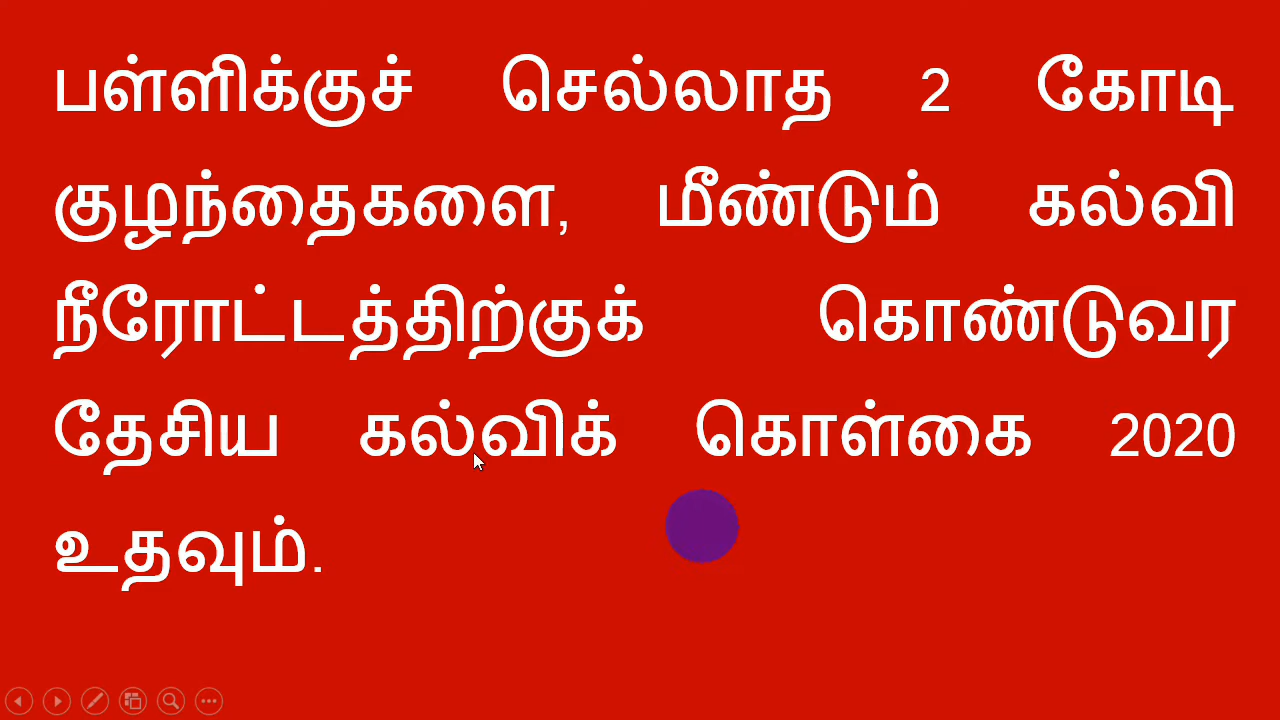 பள்ளிக்குச் செல்லாத 2 கோடி
குழந்தைகளை, மீண்டும் கல்வி
நீரோட்டத்திற்குக் கொண்டுவர
தேசிய கல்விக் கொள்கை 2020
உதவும்.